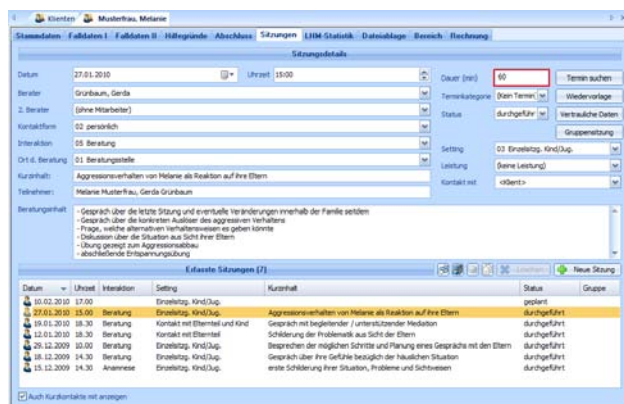 Klienten Musterfrau, Melanie
Stammdaten Falldaten I Falldaten II Hilfegründe Abschluss Sitzungen LHM-Statistik Dateiablage Bereich Rechnung
Sitzungsdetails
Datum 27.01.2010 Uhrzeit 15:00 Dauer (min) 60 Termin suchen
Berater Grünbaum, Gerda Terminkategorie (Kein Termin) Wiedervorlage
2. Berater (ohne Mitarbeiter) Status durchgeführ Vertrauliche Daten
Kontaktform 02 persönlich Gruppensitzung
Interaktion 05 Beratung Setting 03 Einzelsitzg. Kind/Jug.
Ort d. Beratung 01 Beratungsstelle Leistung (keine Leistung)
Kurzinhalt: Aggressionsverhalten von Melanie als Reaktion auf ihre Eltern Kontakt mit <Klient>
Teilnehmer: Melanie Musterfrau, Gerda Grünbaum
Beratungsinhalt - Gespräch über die letzte Sitzung und eventuelle Veränderungen innerhalb der Familie seitdem
- Gespräch über die konkreten Auslöser des aggressiven Verhaltens
- Frage, welche alternativen Verhaltensweisen es geben könnte
- Diskussion über die Situation aus Sicht ihrer Eltern
- Übung gezeigt zum Aggressionsabbau
- abschließende Entspannungsübung
Erfasste Sitzungen (7) Löschen Neue Sitzung
Datum Uhrzeit Interaktion Setting Kurzinhalt Status Gruppe
10.02.2010 17.00 Einzelsitzg. Kind/Jug. geplant
27.01.2010 15.00 Beratung Einzelsitzg. Kind/Jug. Aggressionsverhalten von Melanie als Reaktion auf ihre Eltern durchgeführt
19.01.2010 18.30 Beratung Kontakt mit Elternteil und Kind Gespräch mit begleitender / unterstützender Mediation durchgeführt
12.01.2010 18.30 Beratung Kontakt mit Elternteil Schilderung der Problematik aus Sicht der Eltern durchgeführt
29.12.2009 10.00 Beratung Einzelsitzg. Kind/Jug. Besprechen der möglichen Schritte und Planung eines Gesprächs mit den Eltern durchgeführt
18.12.2009 14.30 Beratung Einzelsitzg. Kind/Jug. Gespräch über ihre Gefühle bezüglich der häuslichen Situation durchgeführt
15.12.2009 14.30 Anamnese Einzelsitzg. Kind/Jug. erste Schilderung ihrer Situation, Probleme und Sichtweisen durchgeführt
Auch Kurzkontakte mit anzeigen